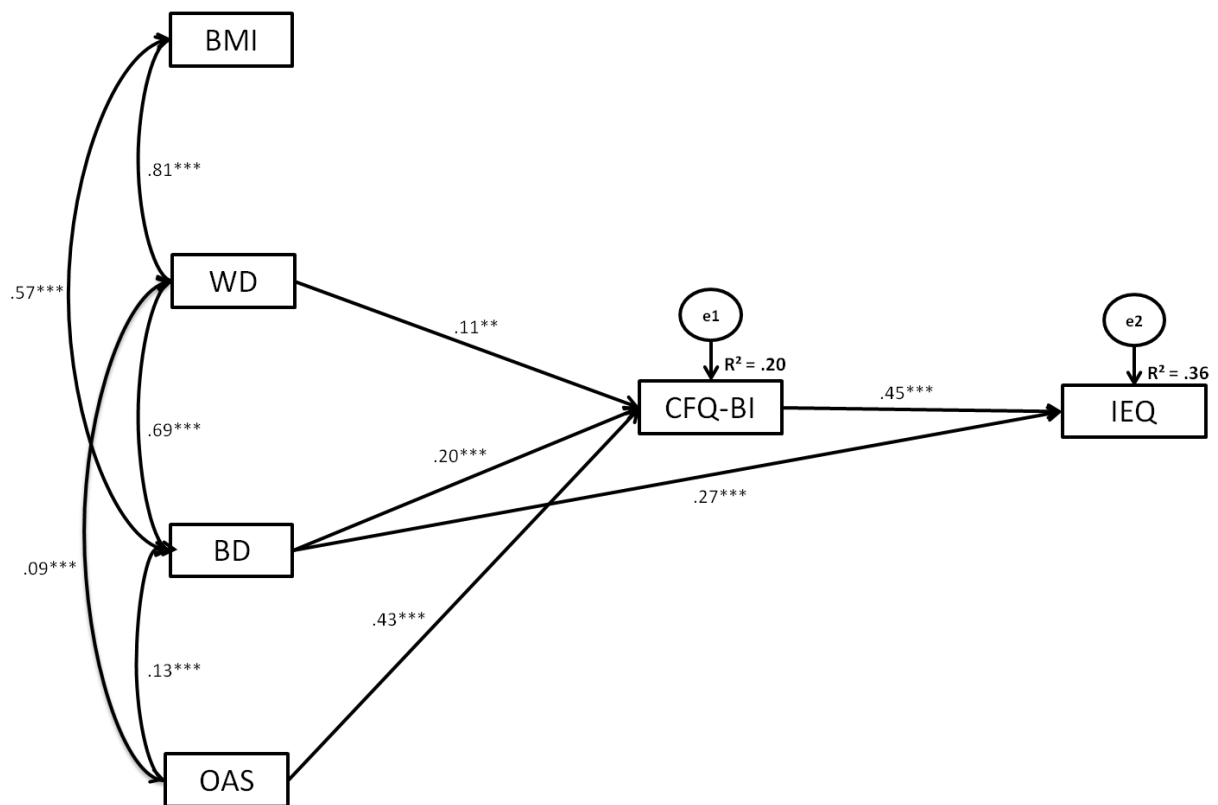 BMI
.81***
WD
.57***
.11**
e1
e2
R² = .20
R² = .36
CFQ-BI
.45***
IEQ
.69***
.20***
.27***
BD
.09***
.43***
.13***
OAS